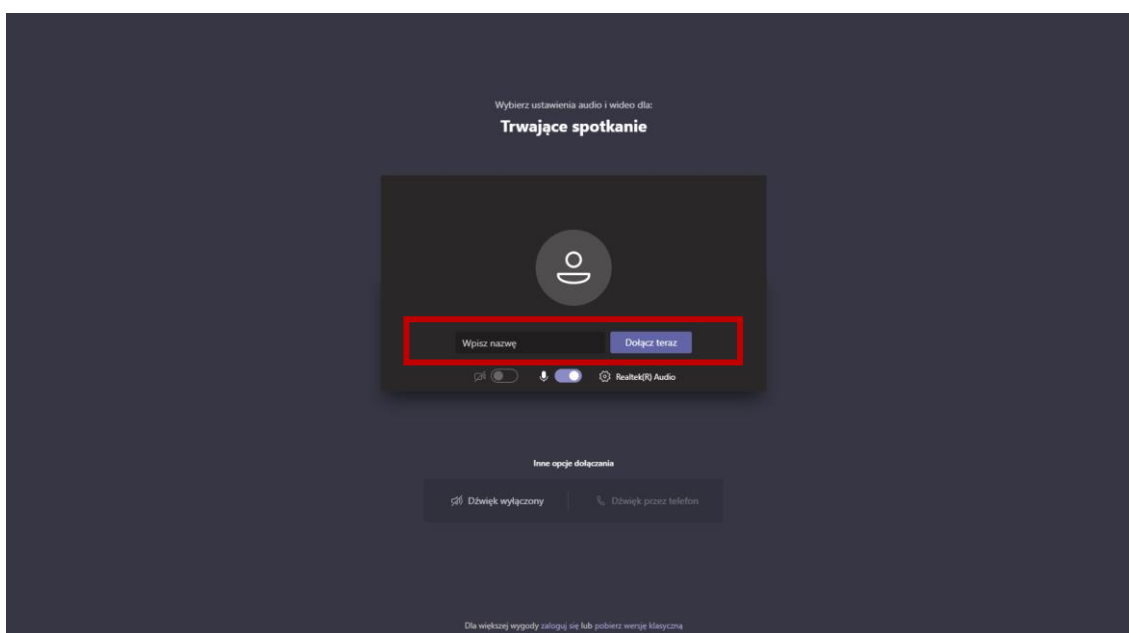 Wybierz ustawienia audio i wideo dla:
Trwające spotkanie
Wpisz nazwę
Dołącz teraz
Realtek(R) Audio
Inne opcje dołączania
Dźwięk wyłączony
Dźwięk przez telefon
Dla większej wygody zaloguj się lub pobierz wersję klasyczną